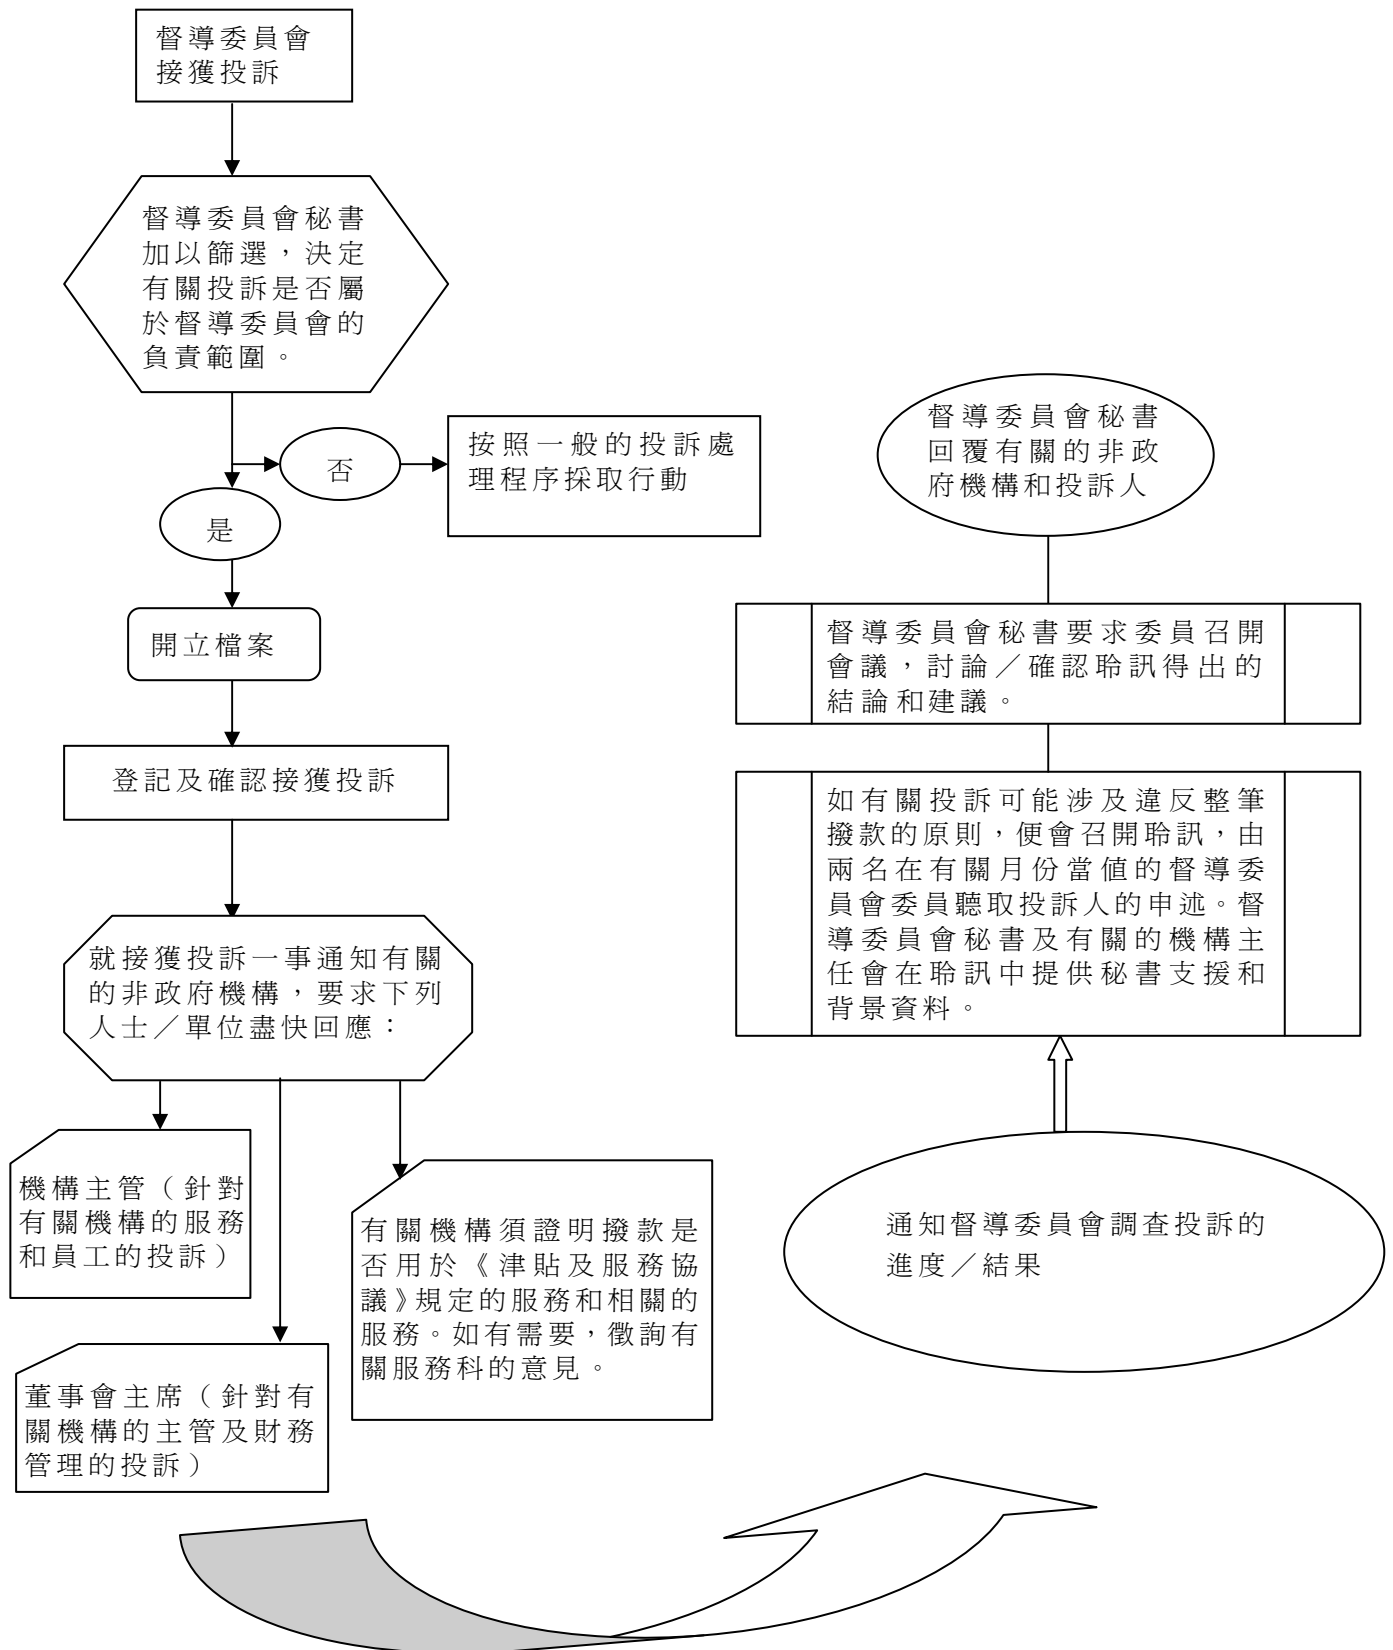 督導委員會
接獲投訴
督導委員會秘書
加以篩選，決定
有關投訴是否屬
於督導委員會的
負責範圍。
否
按照一般的投訴處
理程序採取行動
是
開立檔案
登記及確認接獲投訴
就接獲投訴一事通知有關
的非政府機構，要求下列
人士／單位盡快回應：
機構主管（針對
有關機構的服務
和員工的投訴）
董事會主席（針對有
關機構的主管及財務
管理的投訴）
有關機構須證明撥款是
否用於《津貼及服務協
議》規定的服務和相關的
服務。如有需要，徵詢有
關服務科的意見。
通知督導委員會調查投訴的
進度／結果
如有關投訴可能涉及違反整筆
撥款的原則，便會召開聆訊，由
兩名在有關月份當值的督導委
員會委員聽取投訴人的申述。督
導委員會秘書及有關的機構主
任會在聆訊中提供秘書支援和
背景資料。
督導委員會秘書要求委員召開
會議，討論／確認聆訊得出的
結論和建議。
督導委員會秘書
回覆有關的非政
府機構和投訴人